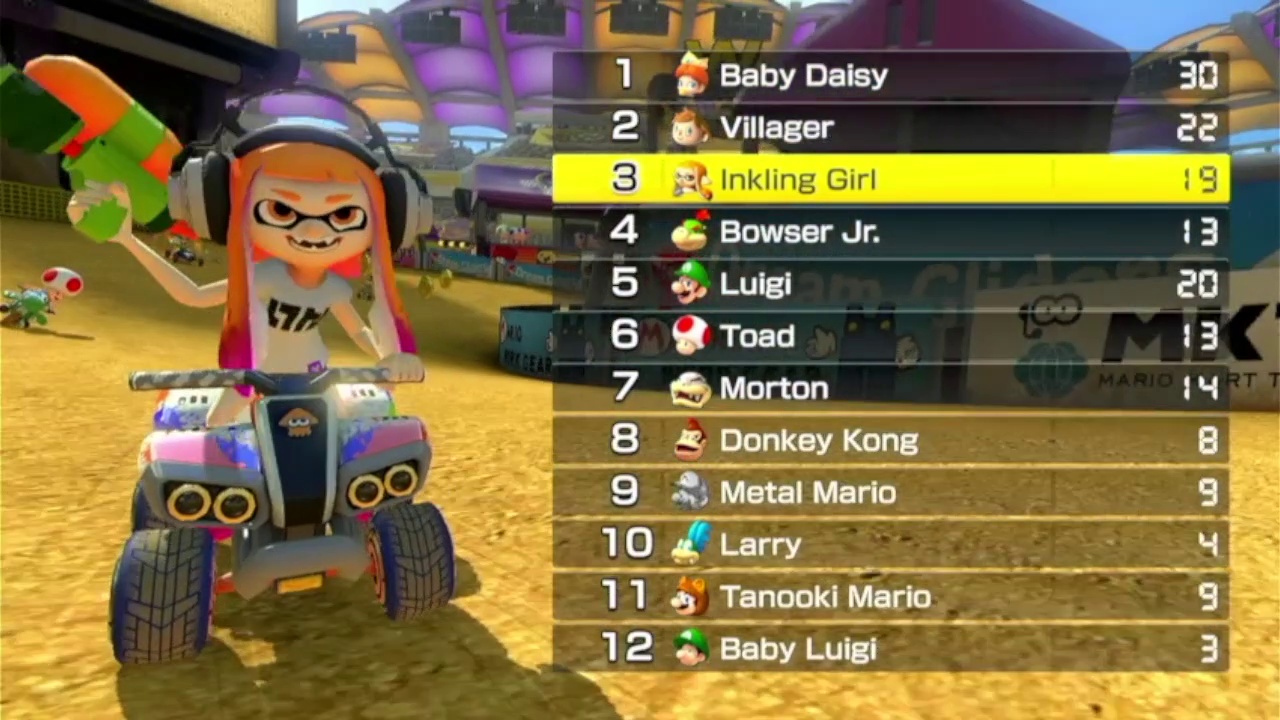 1 Baby Daisy 30
2 Villager 22
3 Inkling Girl 19
4 Bowser Jr. 13
5 Luigi 20
6 Toad 13
7 Morton 14
8 Donkey Kong 8
9 Metal Mario 9
10 Larry 4
11 Tanooki Mario 9
12 Baby Luigi 3